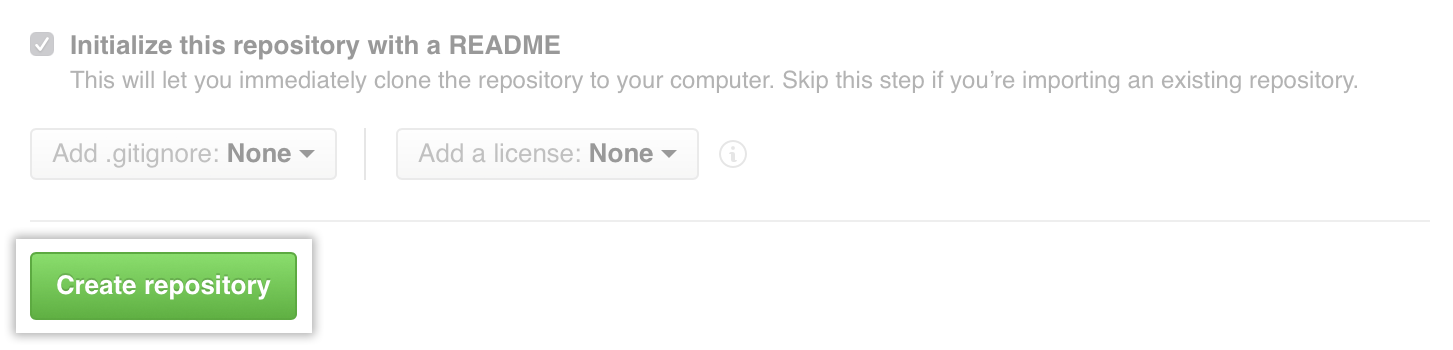 Initialize this repository with a README
This will let you immediately clone the repository to your computer. Skip this step if you’re importing an existing repository.
Add .gitignore: None
Add a license: None
Create repository